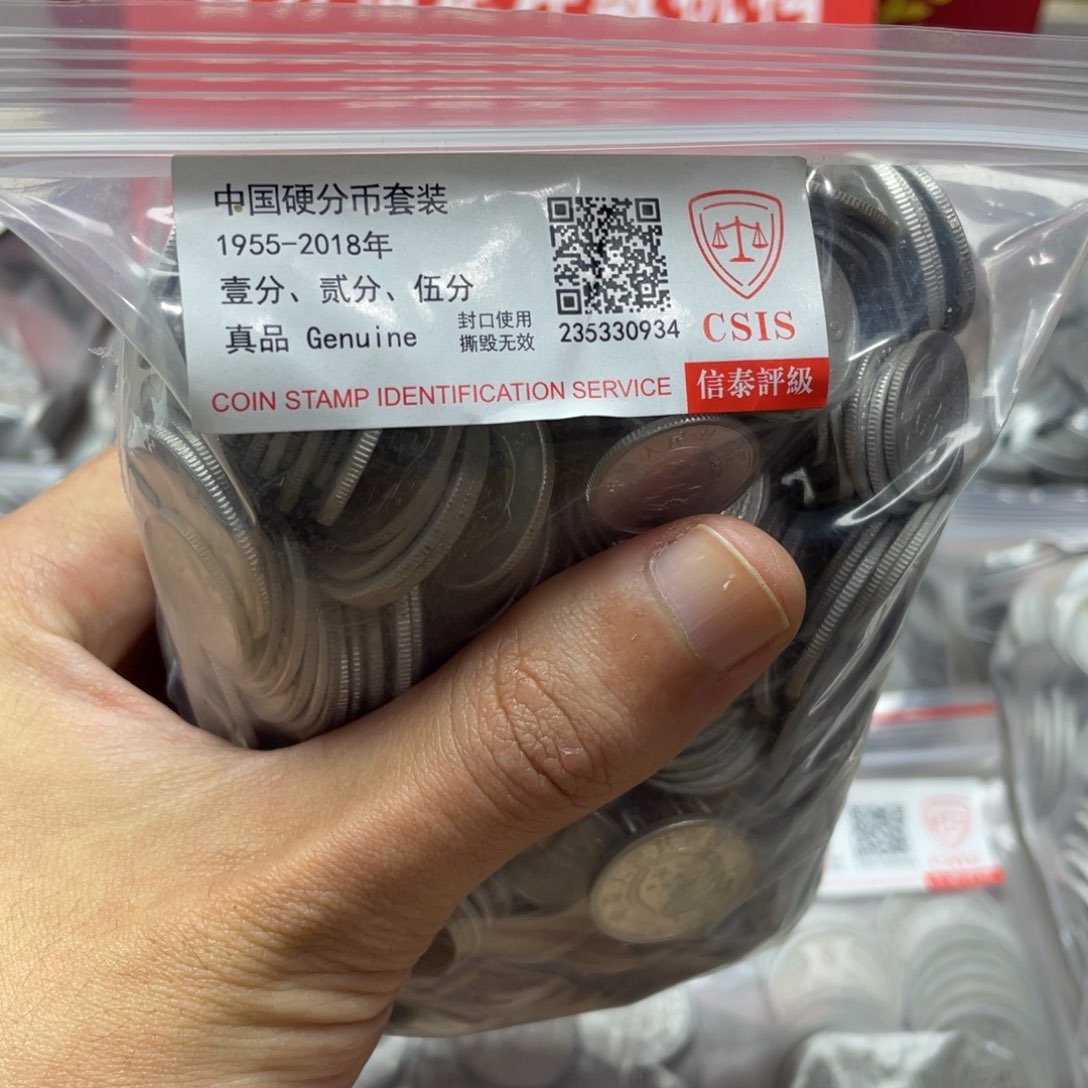 中国硬分币套装
1955-2018年
壹分、贰分、伍分
真品 Genuine
封口使用
撕毁无效
235330934
CSIS
COIN STAMP IDENTIFICATION SERVICE
信泰評級